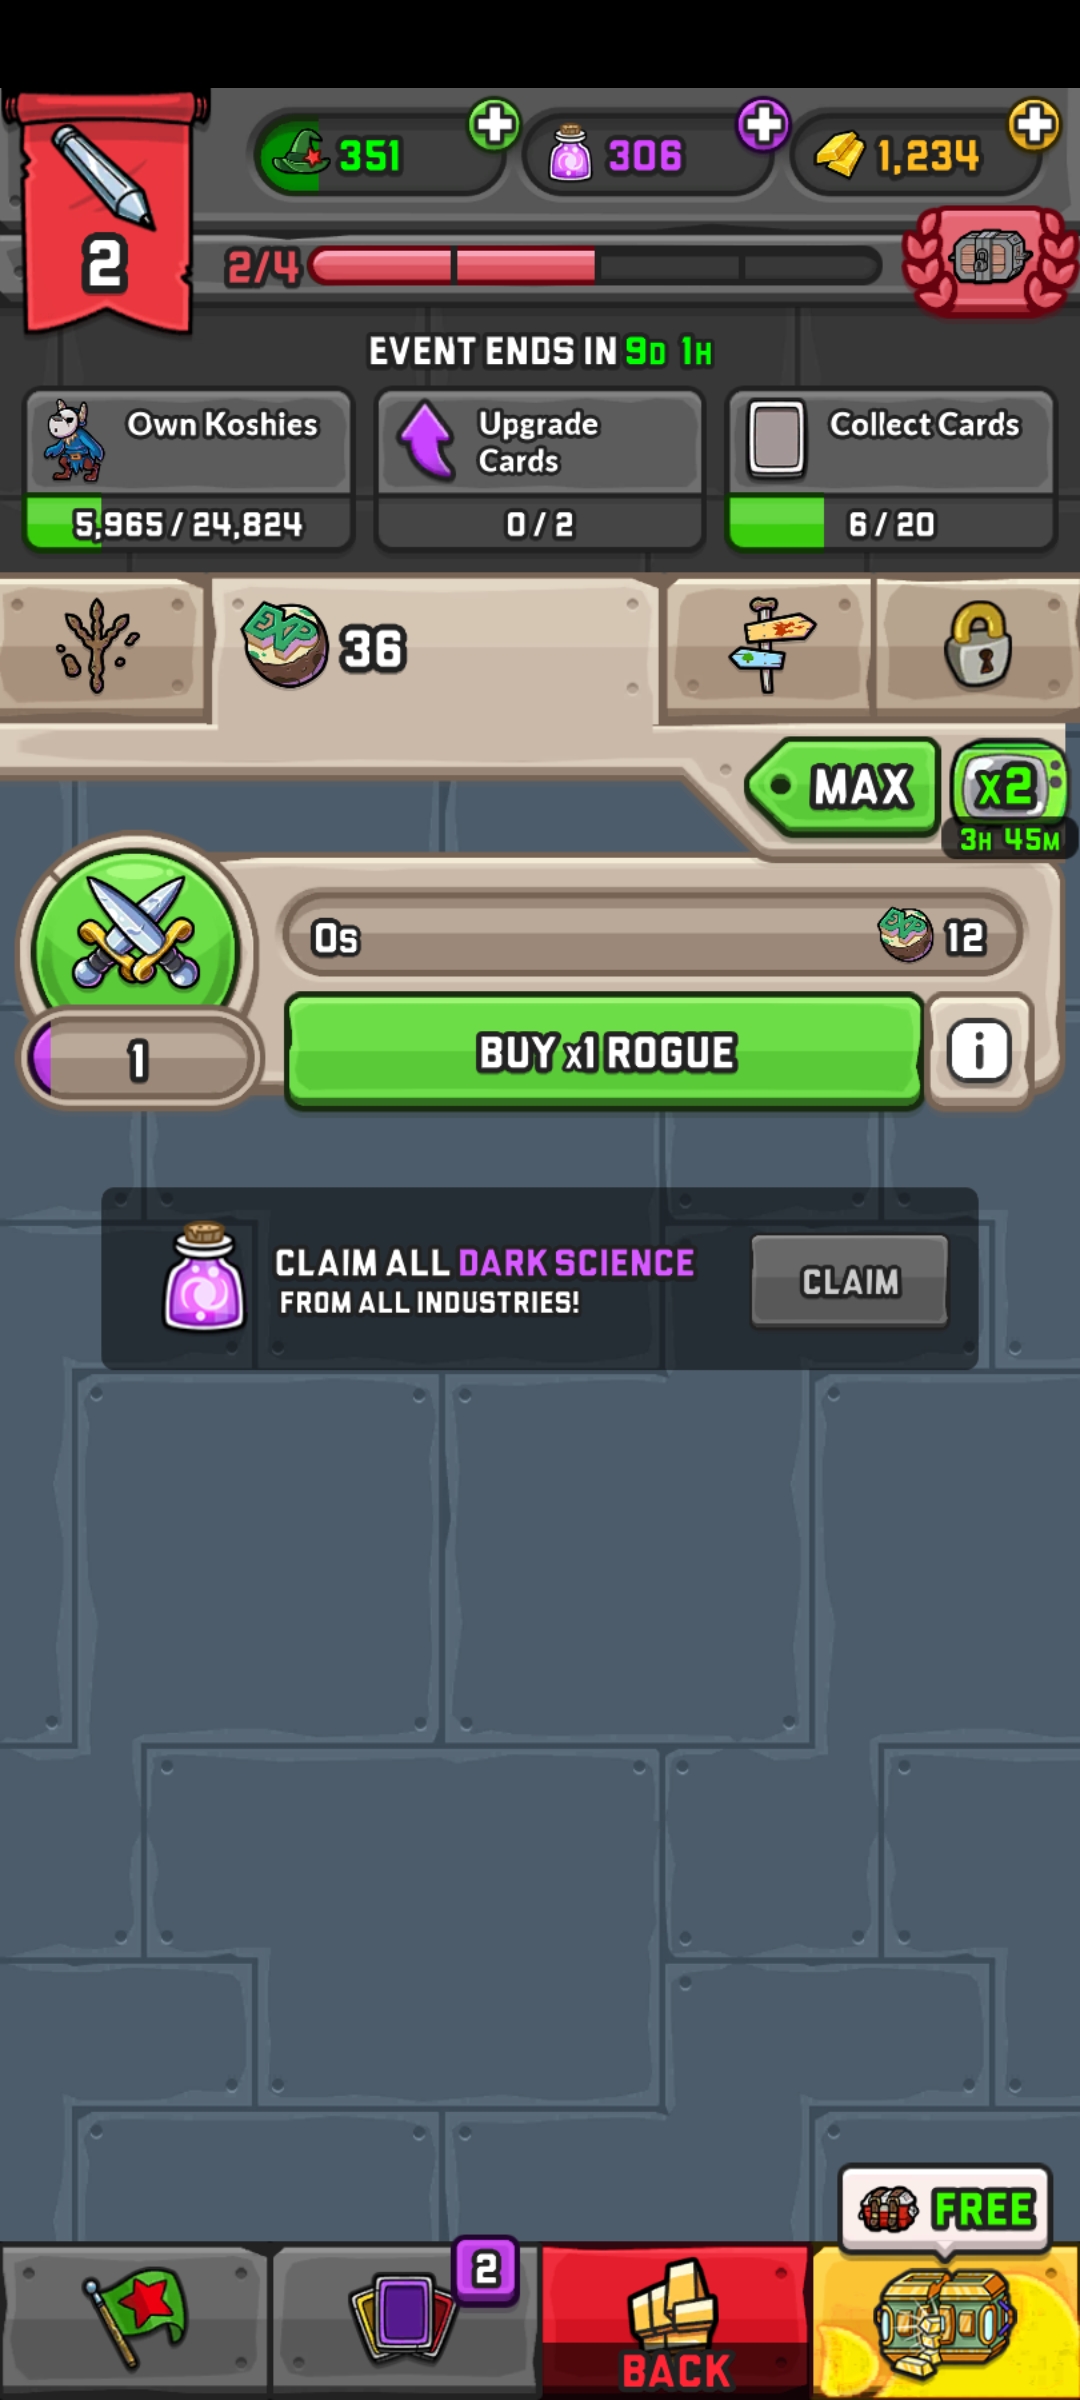 351
306
1,234
2
2/4
EVENT ENDS IN 9D 1H
Own Koshies
Upgrade
Cards
Collect Cards
5,965 / 24,824
0 / 2
6 / 20
EXP
36
MAX
x2
3H 45M
0s
EXP
12
1
BUY x1 ROGUE
i
CLAIM ALL DARK SCIENCE
FROM ALL INDUSTRIES!
CLAIM
FREE
2
BACK